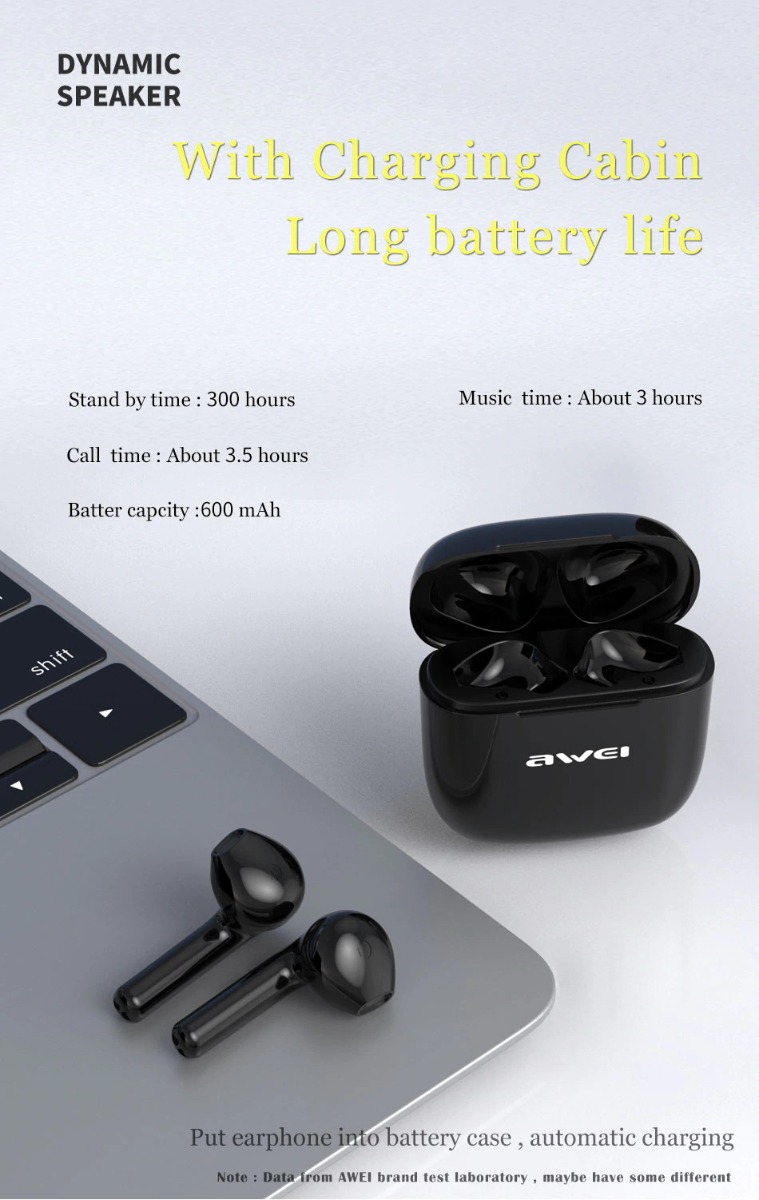 DYNAMIC
SPEAKER
With Charging Cabin
Long battery life
Stand by time : 300 hours
Music time : About 3 hours
Call time : About 3.5 hours
Batter capcity :600 mAh
shift
AWEI
Put earphone into battery case , automatic charging
Note : Data from AWEI brand test laboratory , maybe have some different